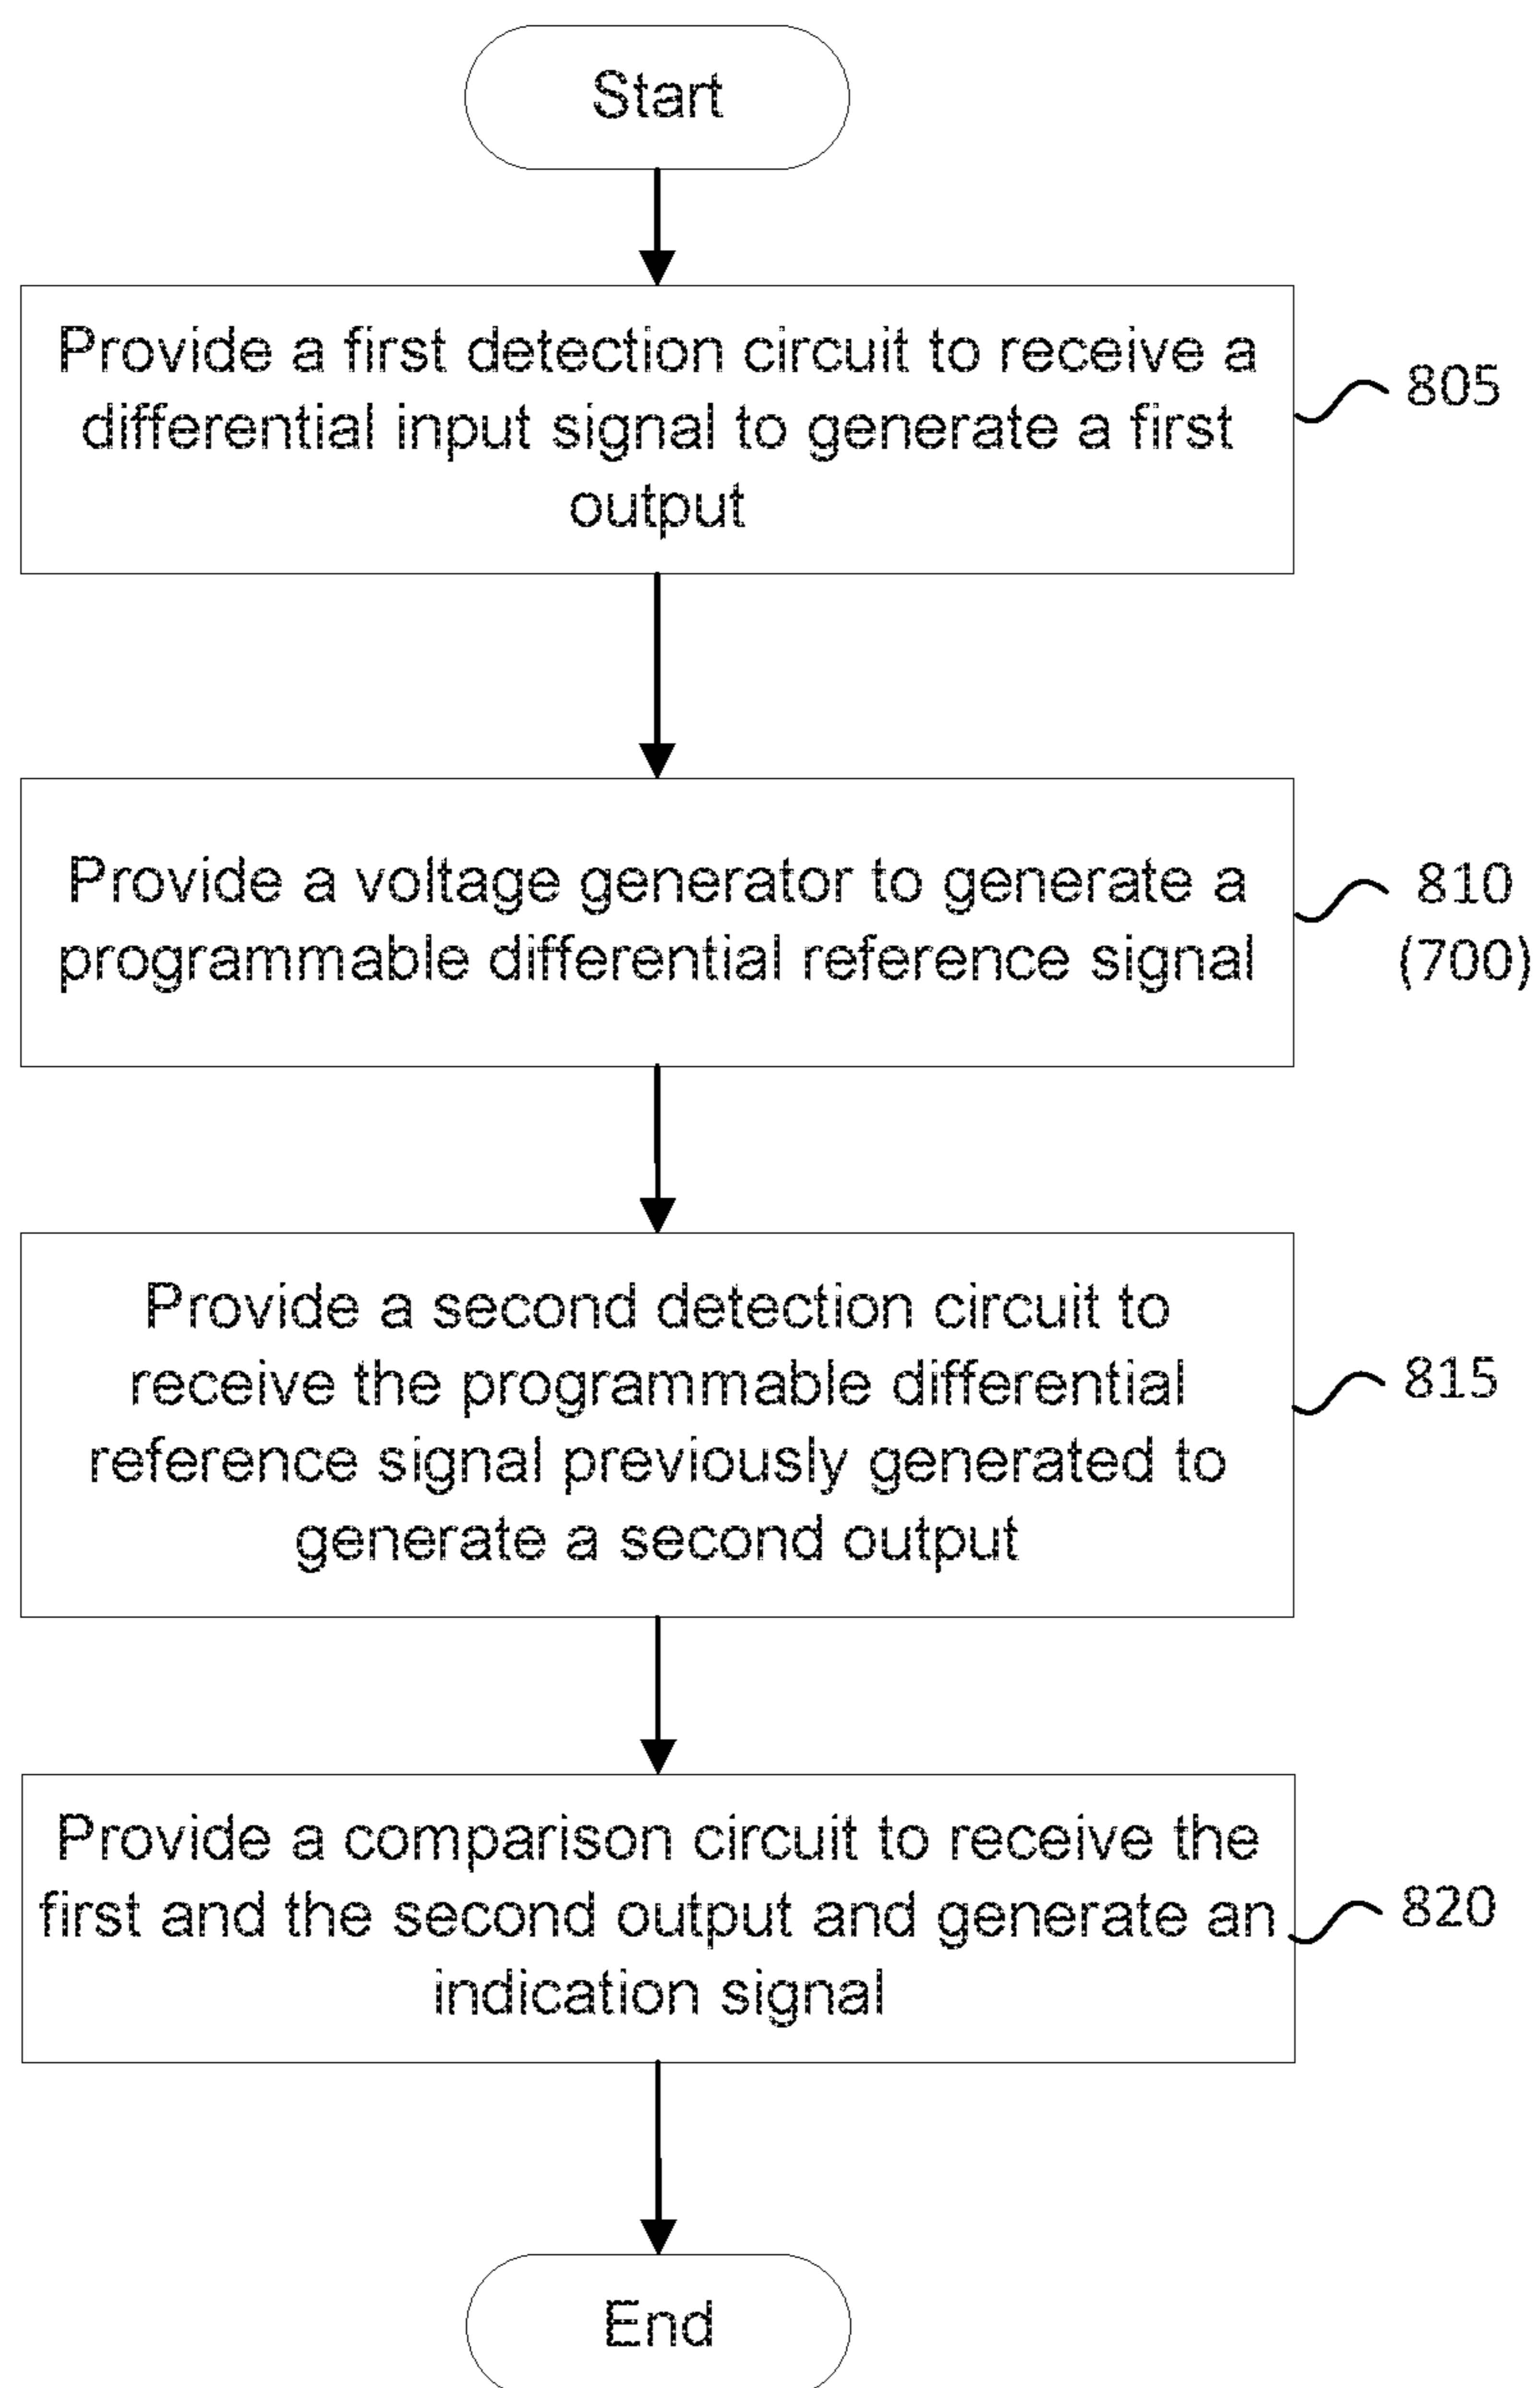 Start
Provide a first detection circuit to receive a
differential input signal to generate a first
output
805
Provide a voltage generator to generate a
programmable differential reference signal
810
(700)
Provide a second detection circuit to
receive the programmable differential
reference signal previously generated to
generate a second output
815
Provide a comparison circuit to receive the
first and the second output and generate an
indication signal
820
End